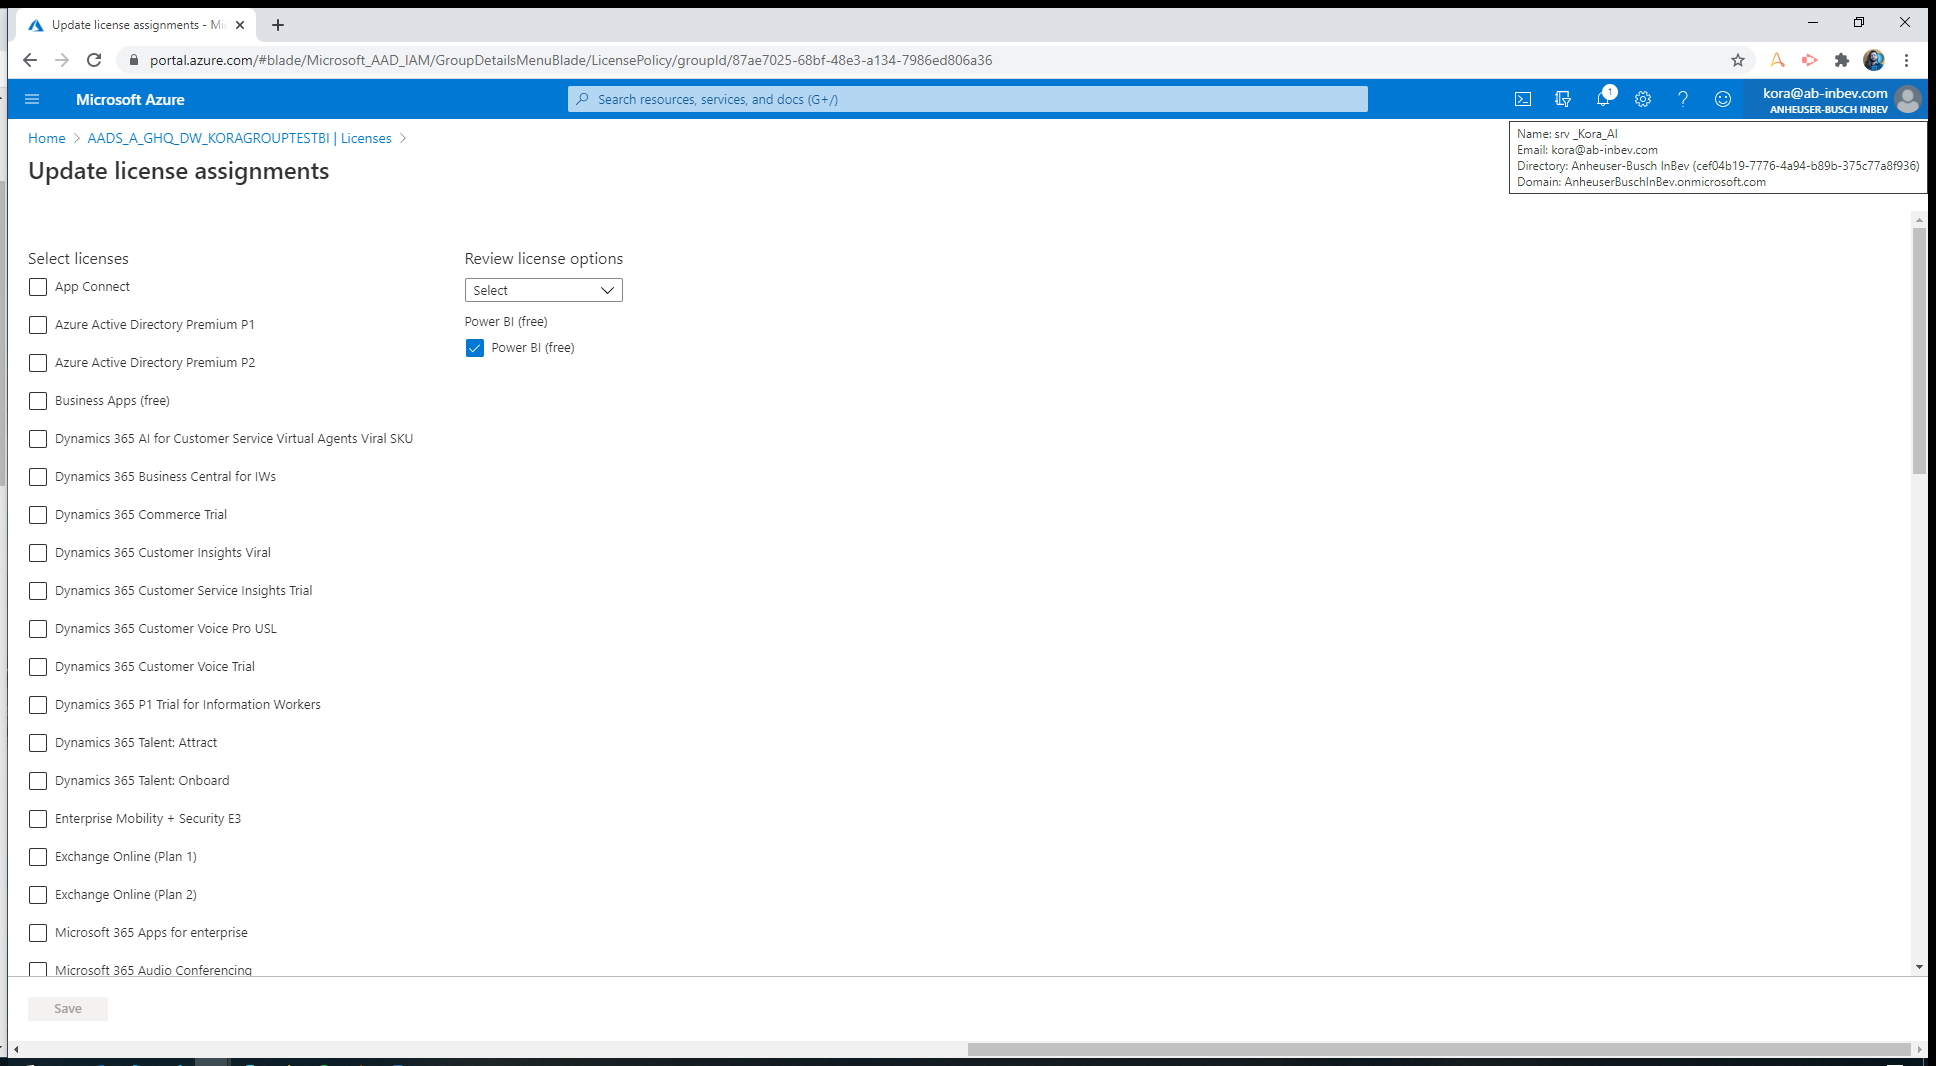 Update license assignments - Mi
portal.azure.com/#blade/Microsoft_AAD_IAM/GroupDetailsMenuBlade/LicensePolicy/groupId/87ae7025-68bf-48e3-a134-7986ed806a36
Microsoft Azure
Search resources, services, and docs (G+/)
1
kora@ab-inbev.com
ANHEUSER-BUSCH INBEV
Home > AADS_A_GHQ_DW_KORAGROUPTESTBI | Licenses >
Update license assignments
Name: srv _Kora_AI
Email: kora@ab-inbev.com
Directory: Anheuser-Busch InBev (cef04b19-7776-4a94-b89b-375c77a8f936)
Domain: AnheuserBuschInBev.onmicrosoft.com
Select licenses
App Connect
Azure Active Directory Premium P1
Azure Active Directory Premium P2
Business Apps (free)
Dynamics 365 AI for Customer Service Virtual Agents Viral SKU
Dynamics 365 Business Central for IWs
Dynamics 365 Commerce Trial
Dynamics 365 Customer Insights Viral
Dynamics 365 Customer Service Insights Trial
Dynamics 365 Customer Voice Pro USL
Dynamics 365 Customer Voice Trial
Dynamics 365 P1 Trial for Information Workers
Dynamics 365 Talent: Attract
Dynamics 365 Talent: Onboard
Enterprise Mobility + Security E3
Exchange Online (Plan 1)
Exchange Online (Plan 2)
Microsoft 365 Apps for enterprise
Microsoft 365 Audio Conferencing
Review license options
Select
Power BI (free)
Power BI (free)
Save